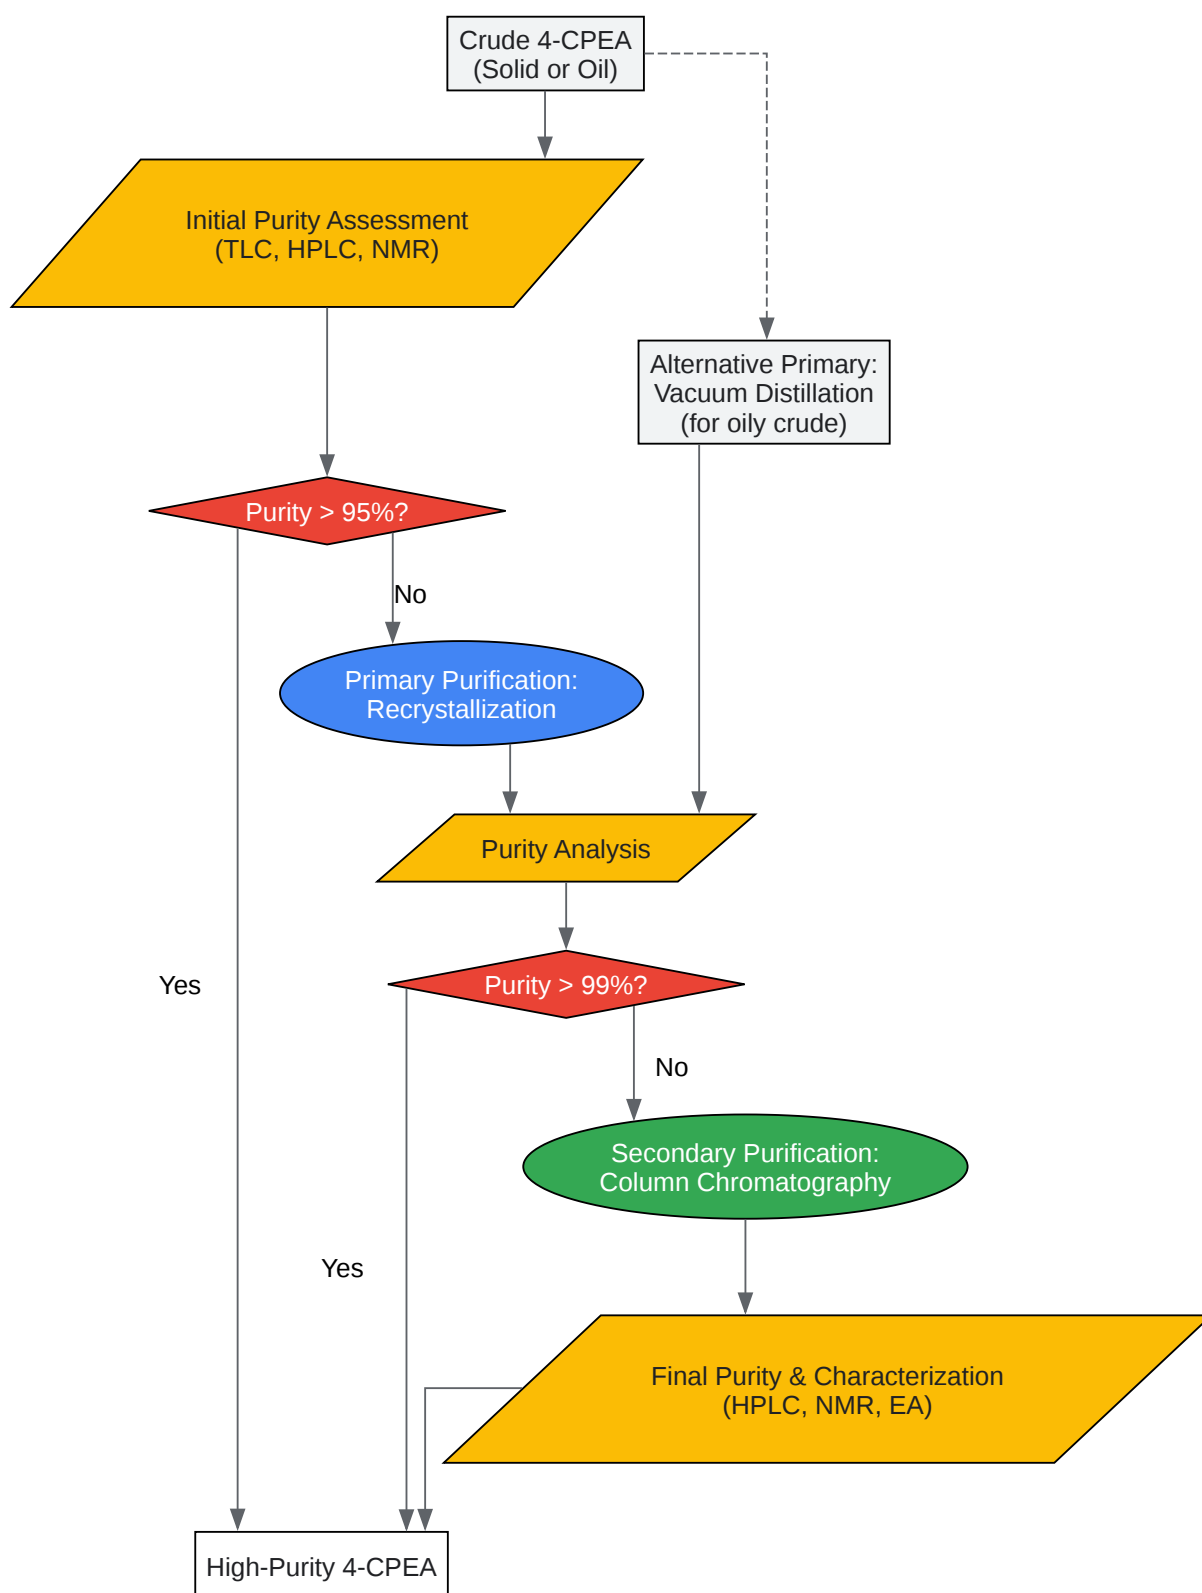 Crude 4-CPEA
(Solid or Oil)
Initial Purity Assessment
(TLC, HPLC, NMR)
Alternative Primary:
Vacuum Distillation
(for oily crude)
Purity > 95%?
No
Primary Purification:
Recrystallization
Purity Analysis
Yes
Purity > 99%?
No
Secondary Purification:
Column Chromatography
Yes
Final Purity & Characterization
(HPLC, NMR, EA)
High-Purity 4-CPEA